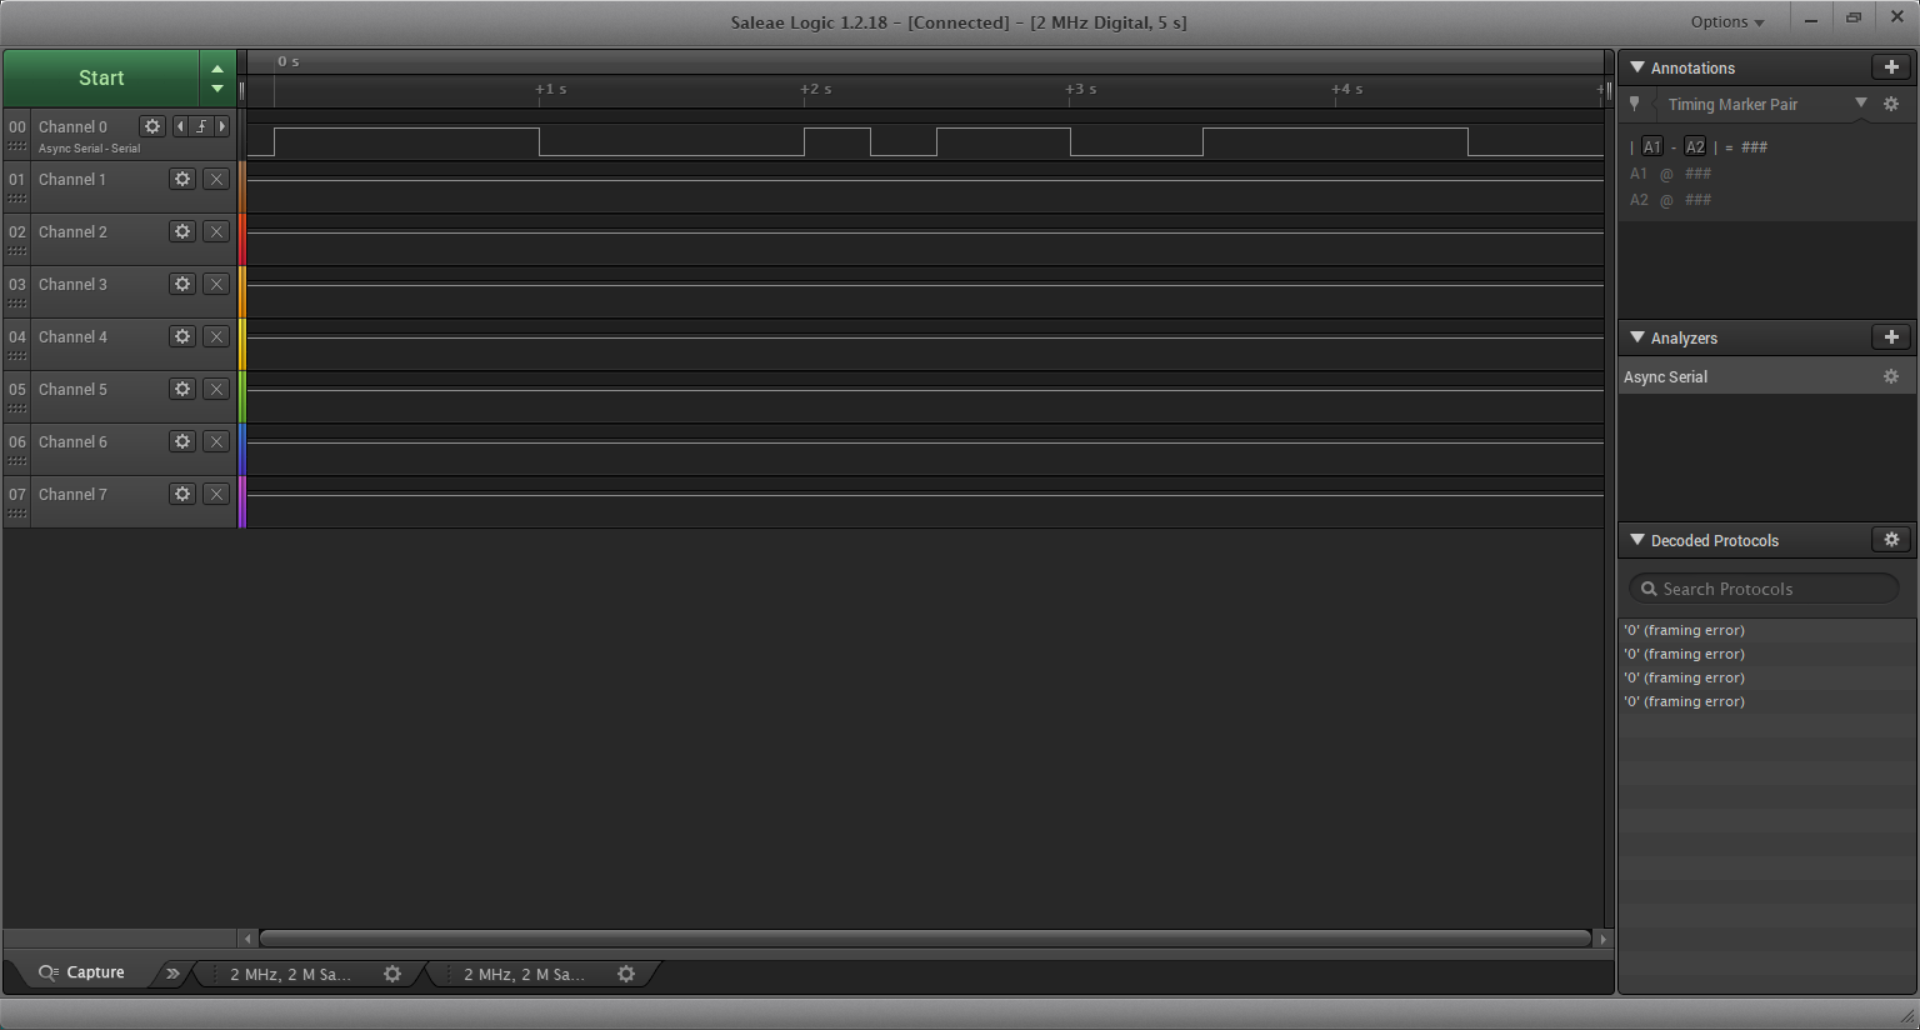 Saleae Logic 1.2.18 - [Connected] - [2 MHz Digital, 5 s]
Options
Start
0 s
+1 s
+2 s
+3 s
+4 s
+
00 Channel 0
Async Serial - Serial
01 Channel 1
02 Channel 2
03 Channel 3
04 Channel 4
05 Channel 5
06 Channel 6
07 Channel 7
Annotations
Timing Marker Pair
| A1 - A2 | = ###
A1 @ ###
A2 @ ###
Analyzers
Async Serial
Decoded Protocols
Search Protocols
'0' (framing error)
'0' (framing error)
'0' (framing error)
'0' (framing error)
Capture
2 MHz, 2 M Sa...
2 MHz, 2 M Sa...